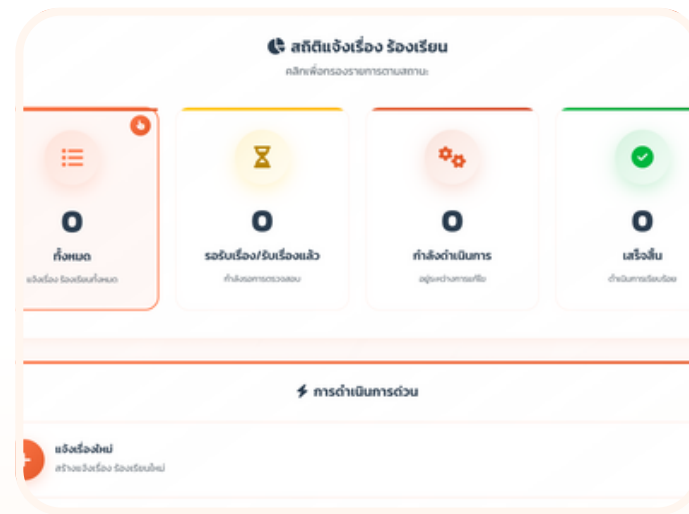 สถิติแจ้งเรื่อง ร้องเรียน
คลิกเพื่อกรองรายการตามสถานะ
0
ทั้งหมด
แจ้งเรื่อง ร้องเรียนทั้งหมด
0
รอรับเรื่อง/รับเรื่องแล้ว
กำลังรอการตรวจสอบ
0
กำลังดำเนินการ
อยู่ระหว่างการแก้ไข
0
เสร็จสิ้น
ดำเนินการเรียบร้อย
การดำเนินการด่วน
แจ้งเรื่องใหม่
สร้างแจ้งเรื่อง ร้องเรียนใหม่